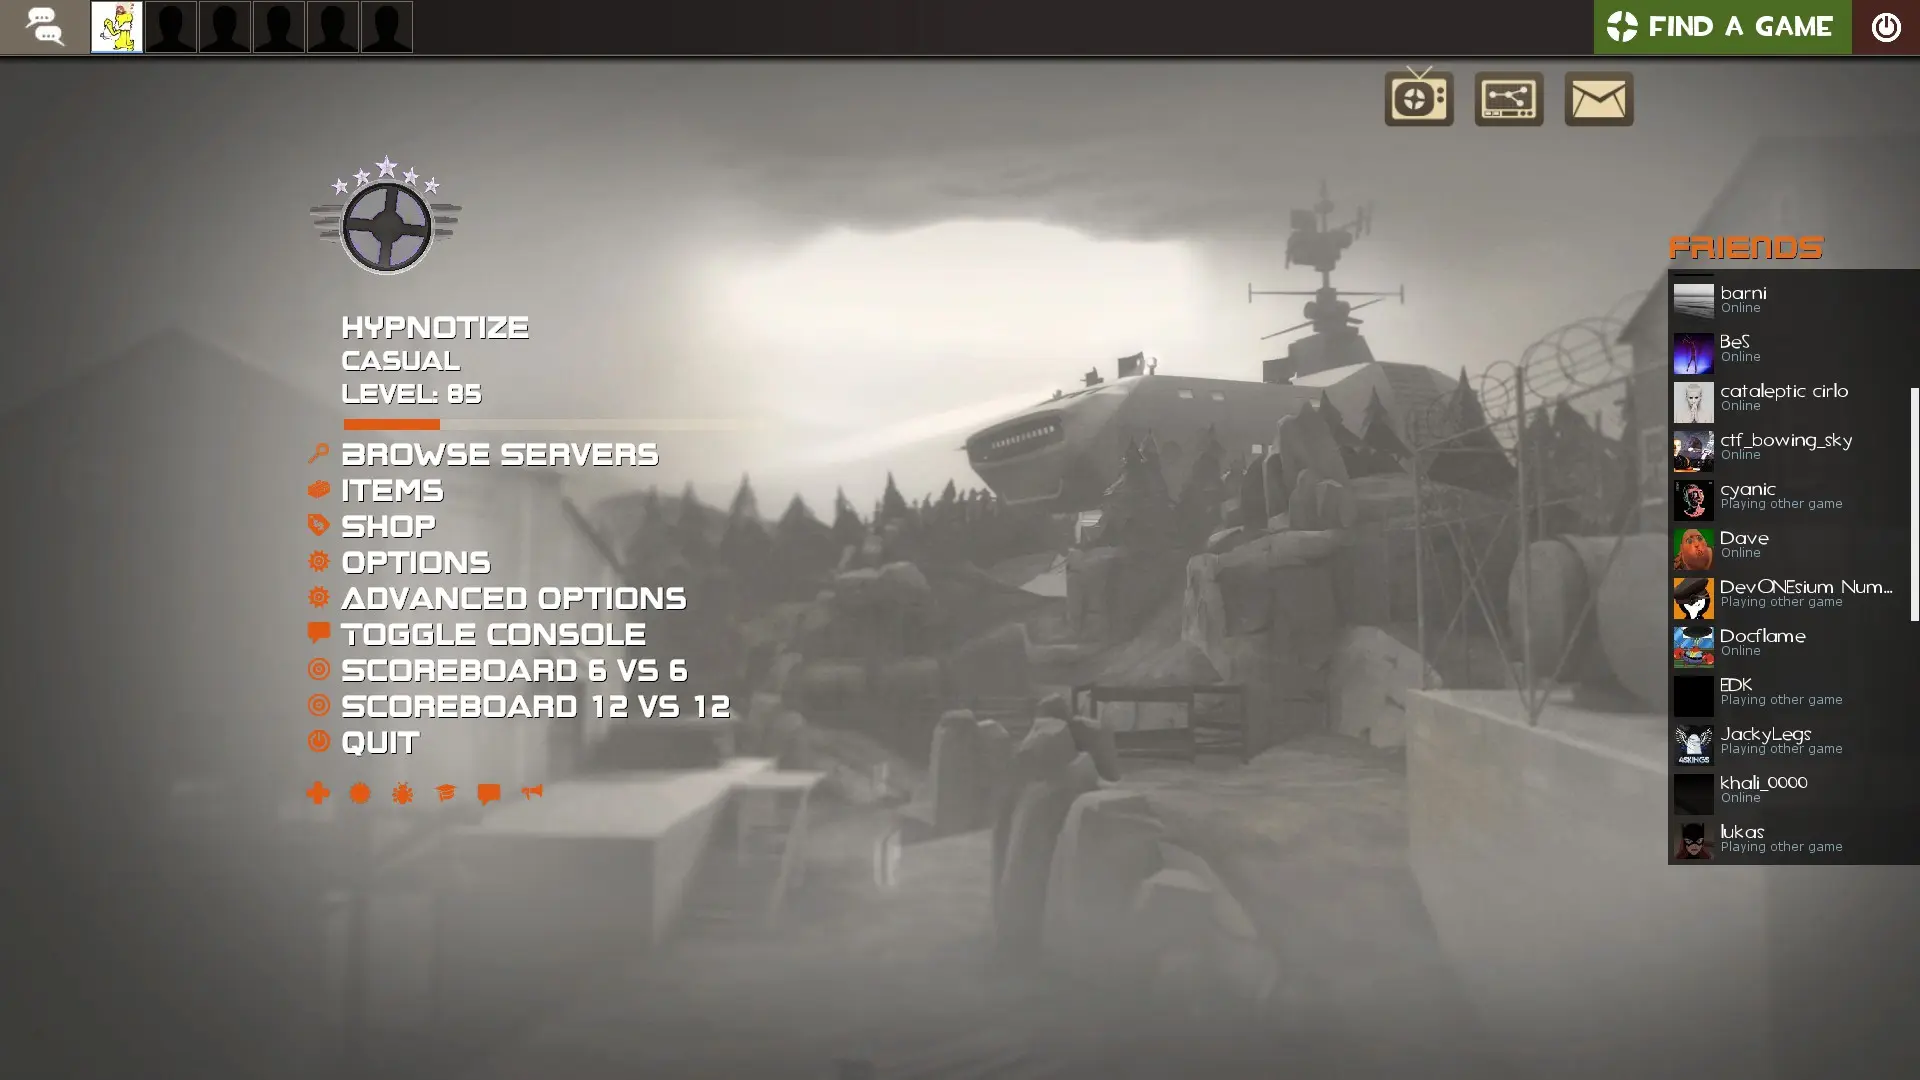 FIND A GAME
HYPNOTIZE
CASUAL
LEVEL: 85
BROWSE SERVERS
ITEMS
SHOP
OPTIONS
ADVANCED OPTIONS
TOGGLE CONSOLE
SCOREBOARD 6 VS 6
SCOREBOARD 12 VS 12
QUIT
FRIENDS
barni
Online
BeS
Online
cataleptic cirlo
Online
ctf_bowing_sky
Online
cyanic
Playing other game
Dave
Online
DevONEsium Num...
Playing other game
Docflame
Online
EDK
Playing other game
JackyLegs
Playing other game
khali_0000
Online
lukas
Playing other game